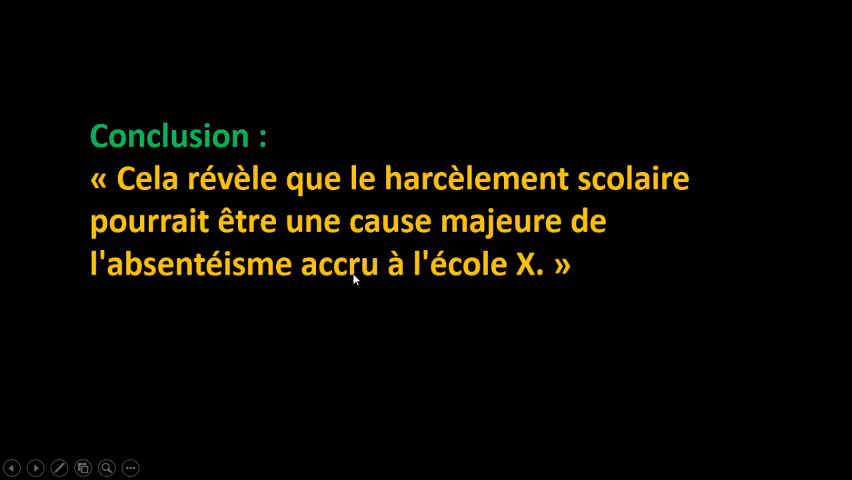 Conclusion :
« Cela révèle que le harcèlement scolaire
pourrait être une cause majeure de
l'absentéisme accru à l'école X. »